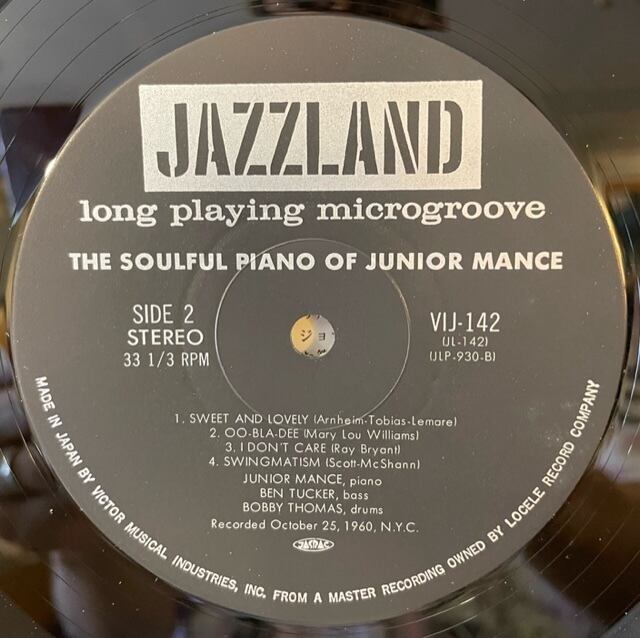 JAZZLAND
long playing microgroove
THE SOULFUL PIANO OF JUNIOR MANCE
SIDE 2
STEREO
33 1/3 RPM
VIJ-142
(JL-142)
(JLP-930-B)
1. SWEET AND LOVELY (Arnheim-Tobias-Lemare)
2. OO-BLA-DEE (Mary Lou Williams)
3. I DON'T CARE (Ray Bryant)
4. SWINGMATISM (Scott-McShann)
JUNIOR MANCE, piano
BEN TUCKER, bass
BOBBY THOMAS, drums
Recorded October 25, 1960, N.Y.C.
JASRAC
MADE IN JAPAN BY VICTOR MUSICAL INDUSTRIES, INC. FROM A MASTER RECORDING OWNED BY LOCELE RECORD COMPANY